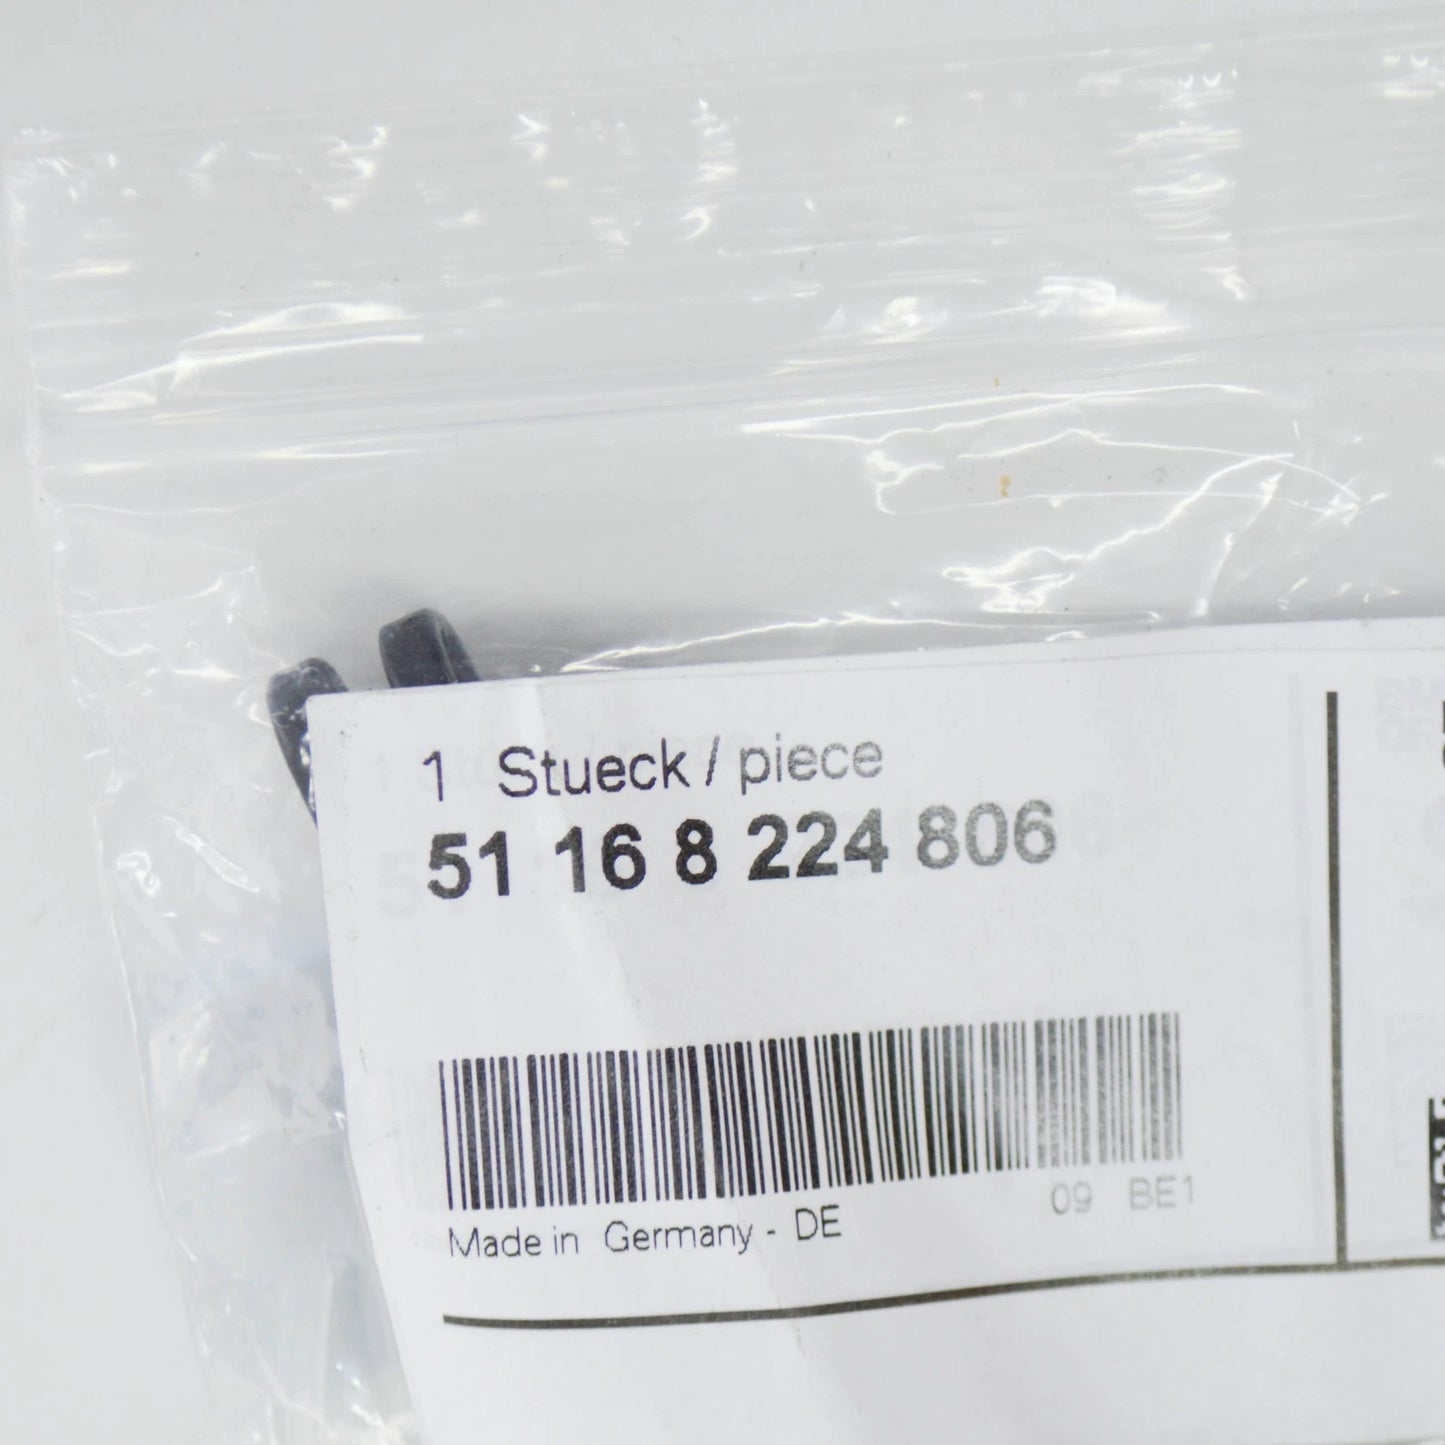 1 Stueck / piece
51 16 8 224 806
Made in Germany - DE
09 BE1